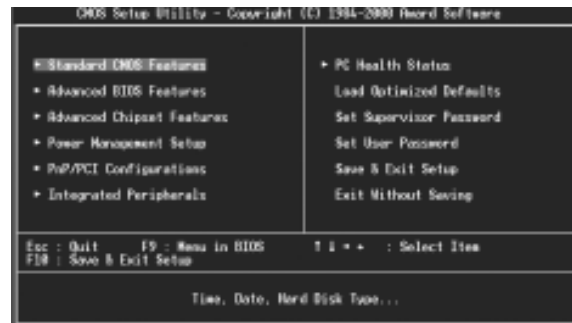 CMOS Setup Utility - Copyright (C) 1984-2000 Award Software
▸ Standard CMOS Features
▸ Advanced BIOS Features
▸ Advanced Chipset Features
▸ Power Management Setup
▸ PnP/PCI Configurations
▸ Integrated Peripherals
▸ PC Health Status
Load Optimized Defaults
Set Supervisor Password
Set User Password
Save & Exit Setup
Exit Without Saving
Esc : Quit F9 : Menu in BIOS ↑ ↓ → ← : Select Item
F10 : Save & Exit Setup
Time, Date, Hard Disk Type...